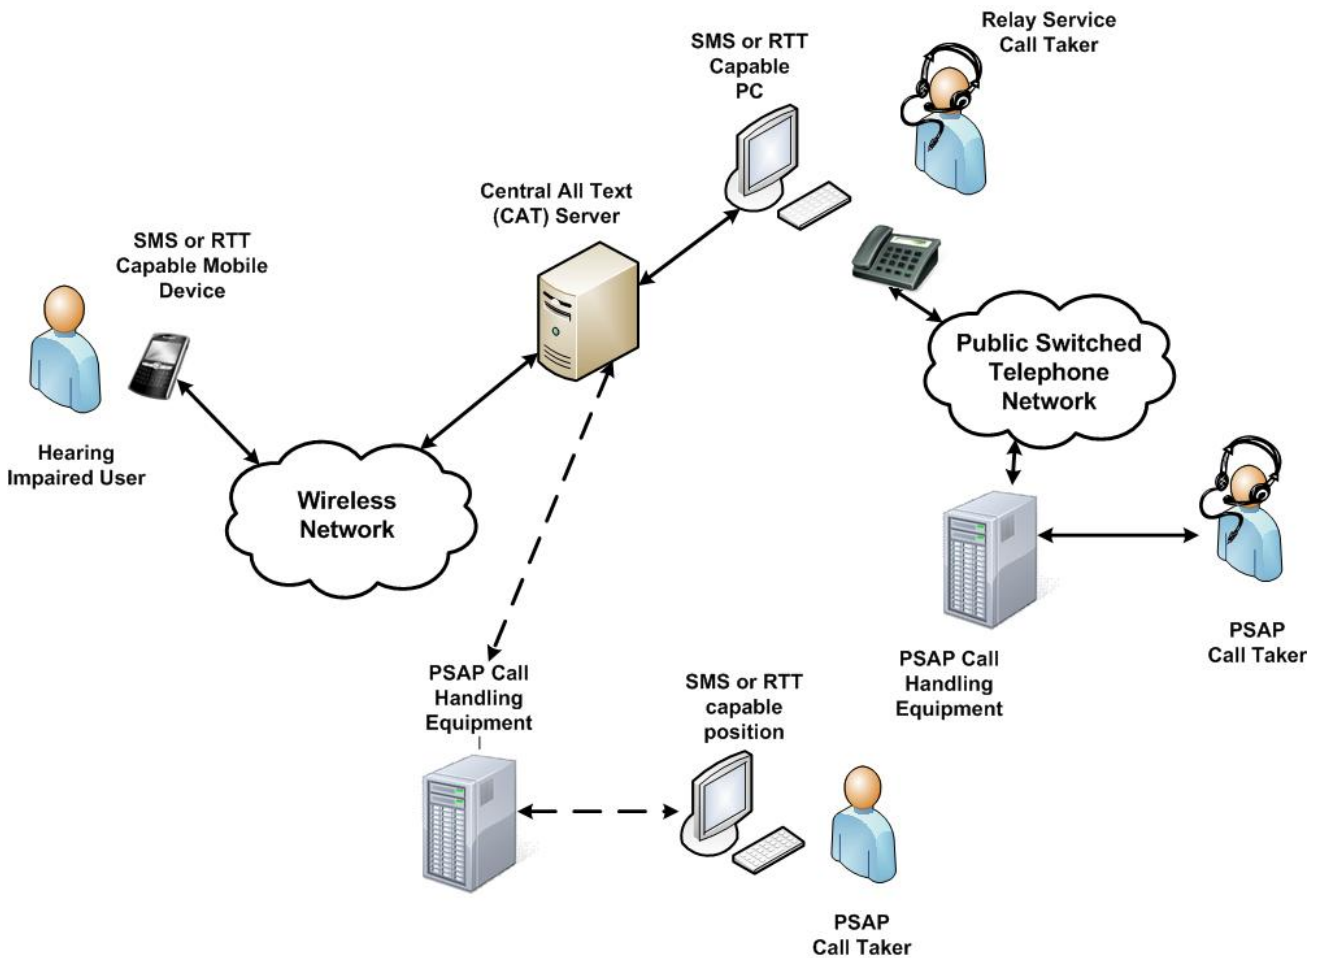 Relay Service
Call Taker
SMS or RTT
Capable
PC
Central All Text
(CAT) Server
SMS or RTT
Capable Mobile
Device
Public Switched
Telephone
Network
Hearing
Impaired User
Wireless
Network
PSAP
Call Taker
PSAP Call
Handling
Equipment
PSAP Call
Handling
Equipment
SMS or RTT
capable
position
PSAP
Call Taker